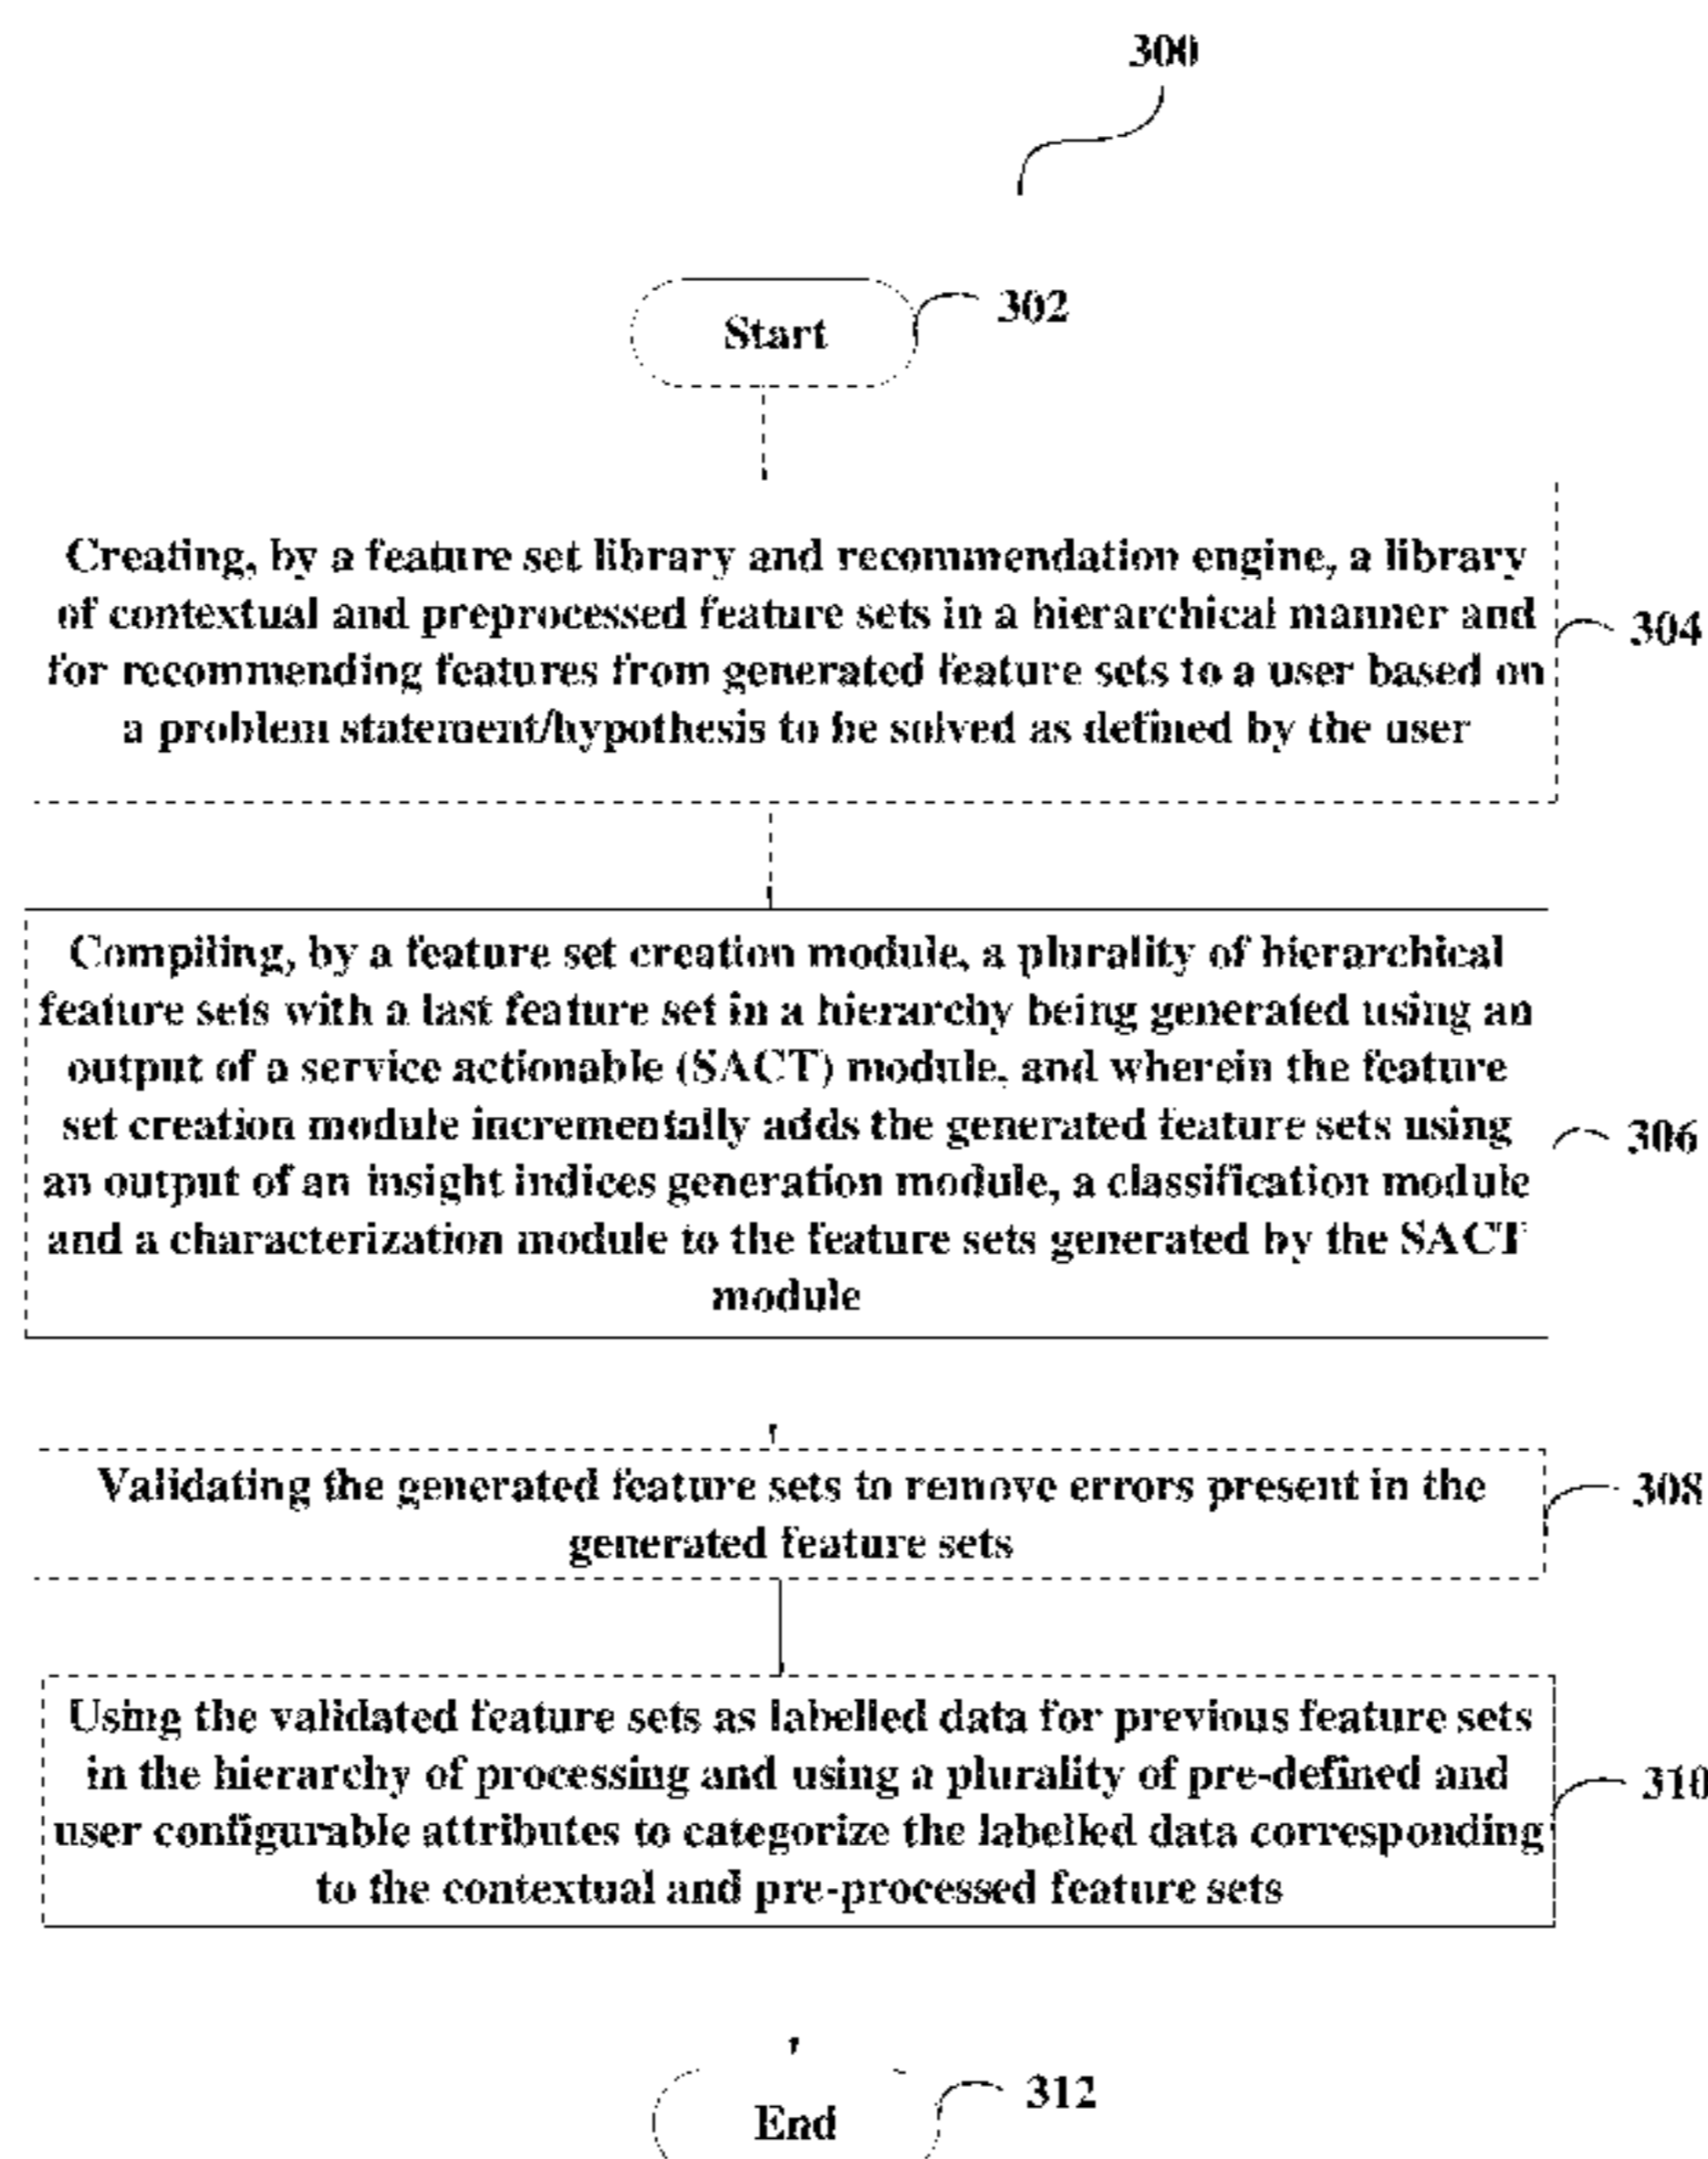 300
Start
302
Creating, by a feature set library and recommendation engine, a library
of contextual and preprocessed feature sets in a hierarchical manner and
for recommending features from generated feature sets to a user based on
a problem statement/hypothesis to be solved as defined by the user
304
Compiling, by a feature set creation module, a plurality of hierarchical
feature sets with a last feature set in a hierarchy being generated using an
output of a service actionable (SACT) module, and wherein the feature
set creation module incrementally adds the generated feature sets using
an output of an insight indices generation module, a classification module
and a characterization module to the feature sets generated by the SACT
module
306
Validating the generated feature sets to remove errors present in the
generated feature sets
308
Using the validated feature sets as labelled data for previous feature sets
in the hierarchy of processing and using a plurality of pre-defined and
user configurable attributes to categorize the labelled data corresponding
to the contextual and pre-processed feature sets
310
End
312